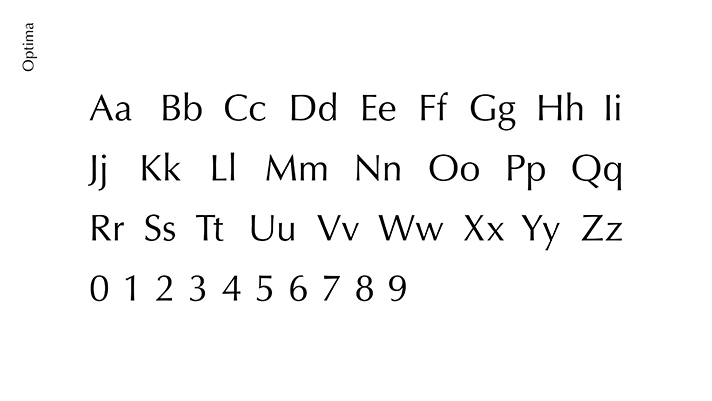 Optima
Aa Bb Cc Dd Ee Ff Gg Hh Ii
Jj Kk Ll Mm Nn Oo Pp Qq
Rr Ss Tt Uu Vv Ww Xx Yy Zz
0 1 2 3 4 5 6 7 8 9